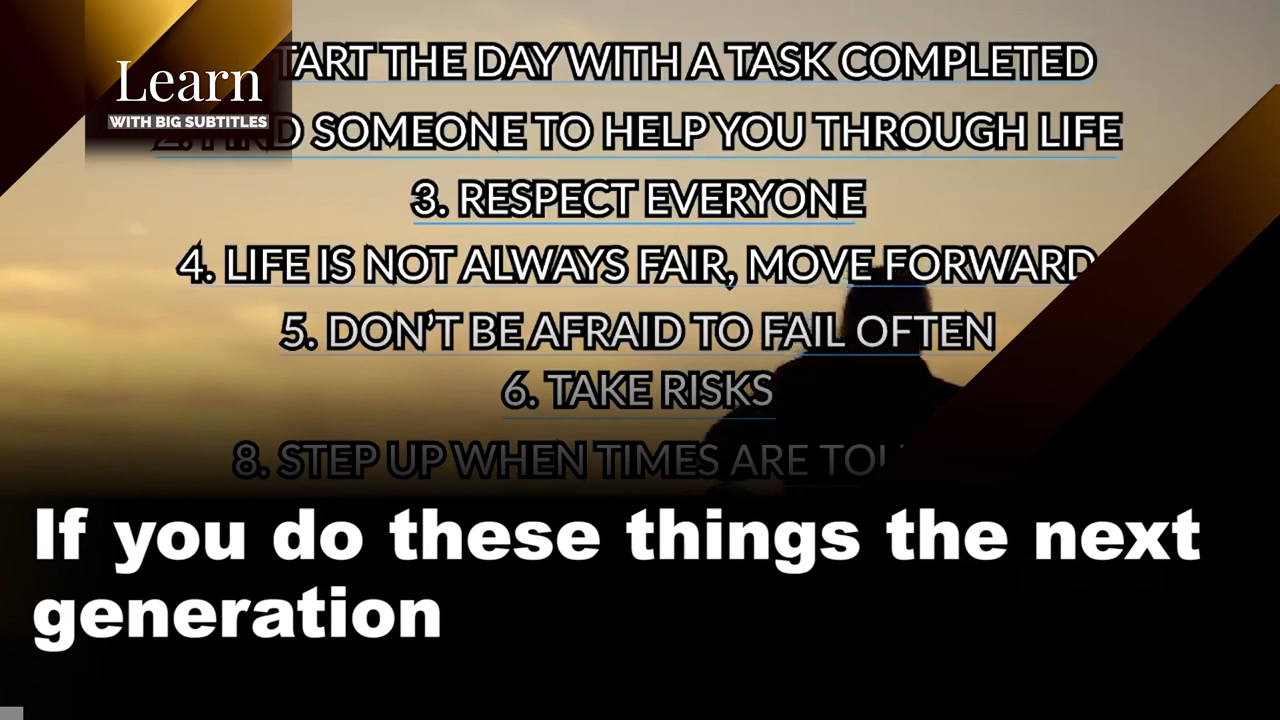 Learn
WITH BIG SUBTITLES
TART THE DAY WITH A TASK COMPLETED
2. FIND SOMEONE TO HELP YOU THROUGH LIFE
3. RESPECT EVERYONE
4. LIFE IS NOT ALWAYS FAIR, MOVE FORWARD
5. DON'T BE AFRAID TO FAIL OFTEN
6. TAKE RISKS
8. STEP UP WHEN TIMES ARE
If you do these things the next
generation